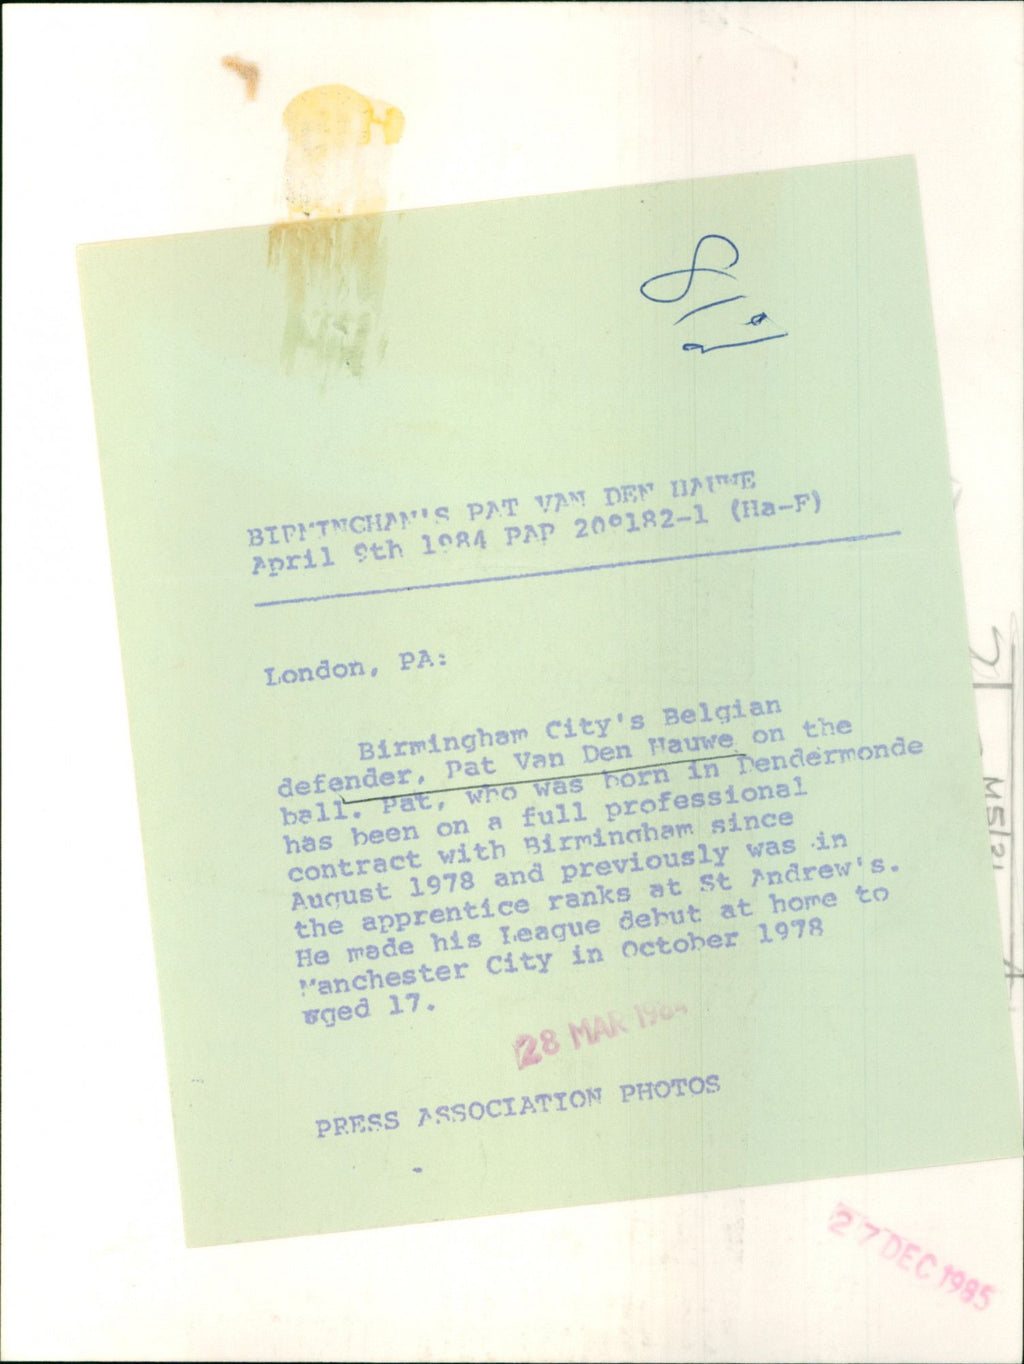 BIRMINGHAM'S PAT VAN DEN HAUWE
April 9th 1984 PAP 200182-1 (Ha-F)
London, PA:
Birmingham City's Belgian
defender, Pat Van Den Hauwe on the
ball. Pat, who was born in Dendermonde
has been on a full professional
contract with Birmingham since
August 1978 and previously was in
the apprentice ranks at St Andrew's.
He made his League debut at home to
Manchester City in October 1978
aged 17.
28 MAR 1984
PRESS ASSOCIATION PHOTOS
27 DEC 1985